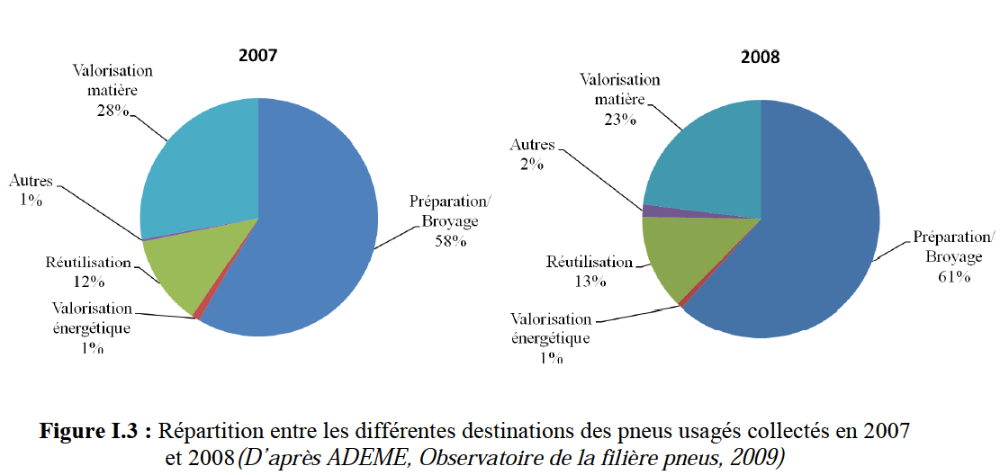 2007
Valorisation
matière
28%
Autres
1%
Préparation/
Broyage
58%
Réutilisation
12%
Valorisation
énergétique
1%
2008
Valorisation
matière
23%
Autres
2%
Préparation/
Broyage
61%
Réutilisation
13%
Valorisation
énergétique
1%
Figure I.3 : Répartition entre les différentes destinations des pneus usagés collectés en 2007
et 2008(D'après ADEME, Observatoire de la filière pneus, 2009)